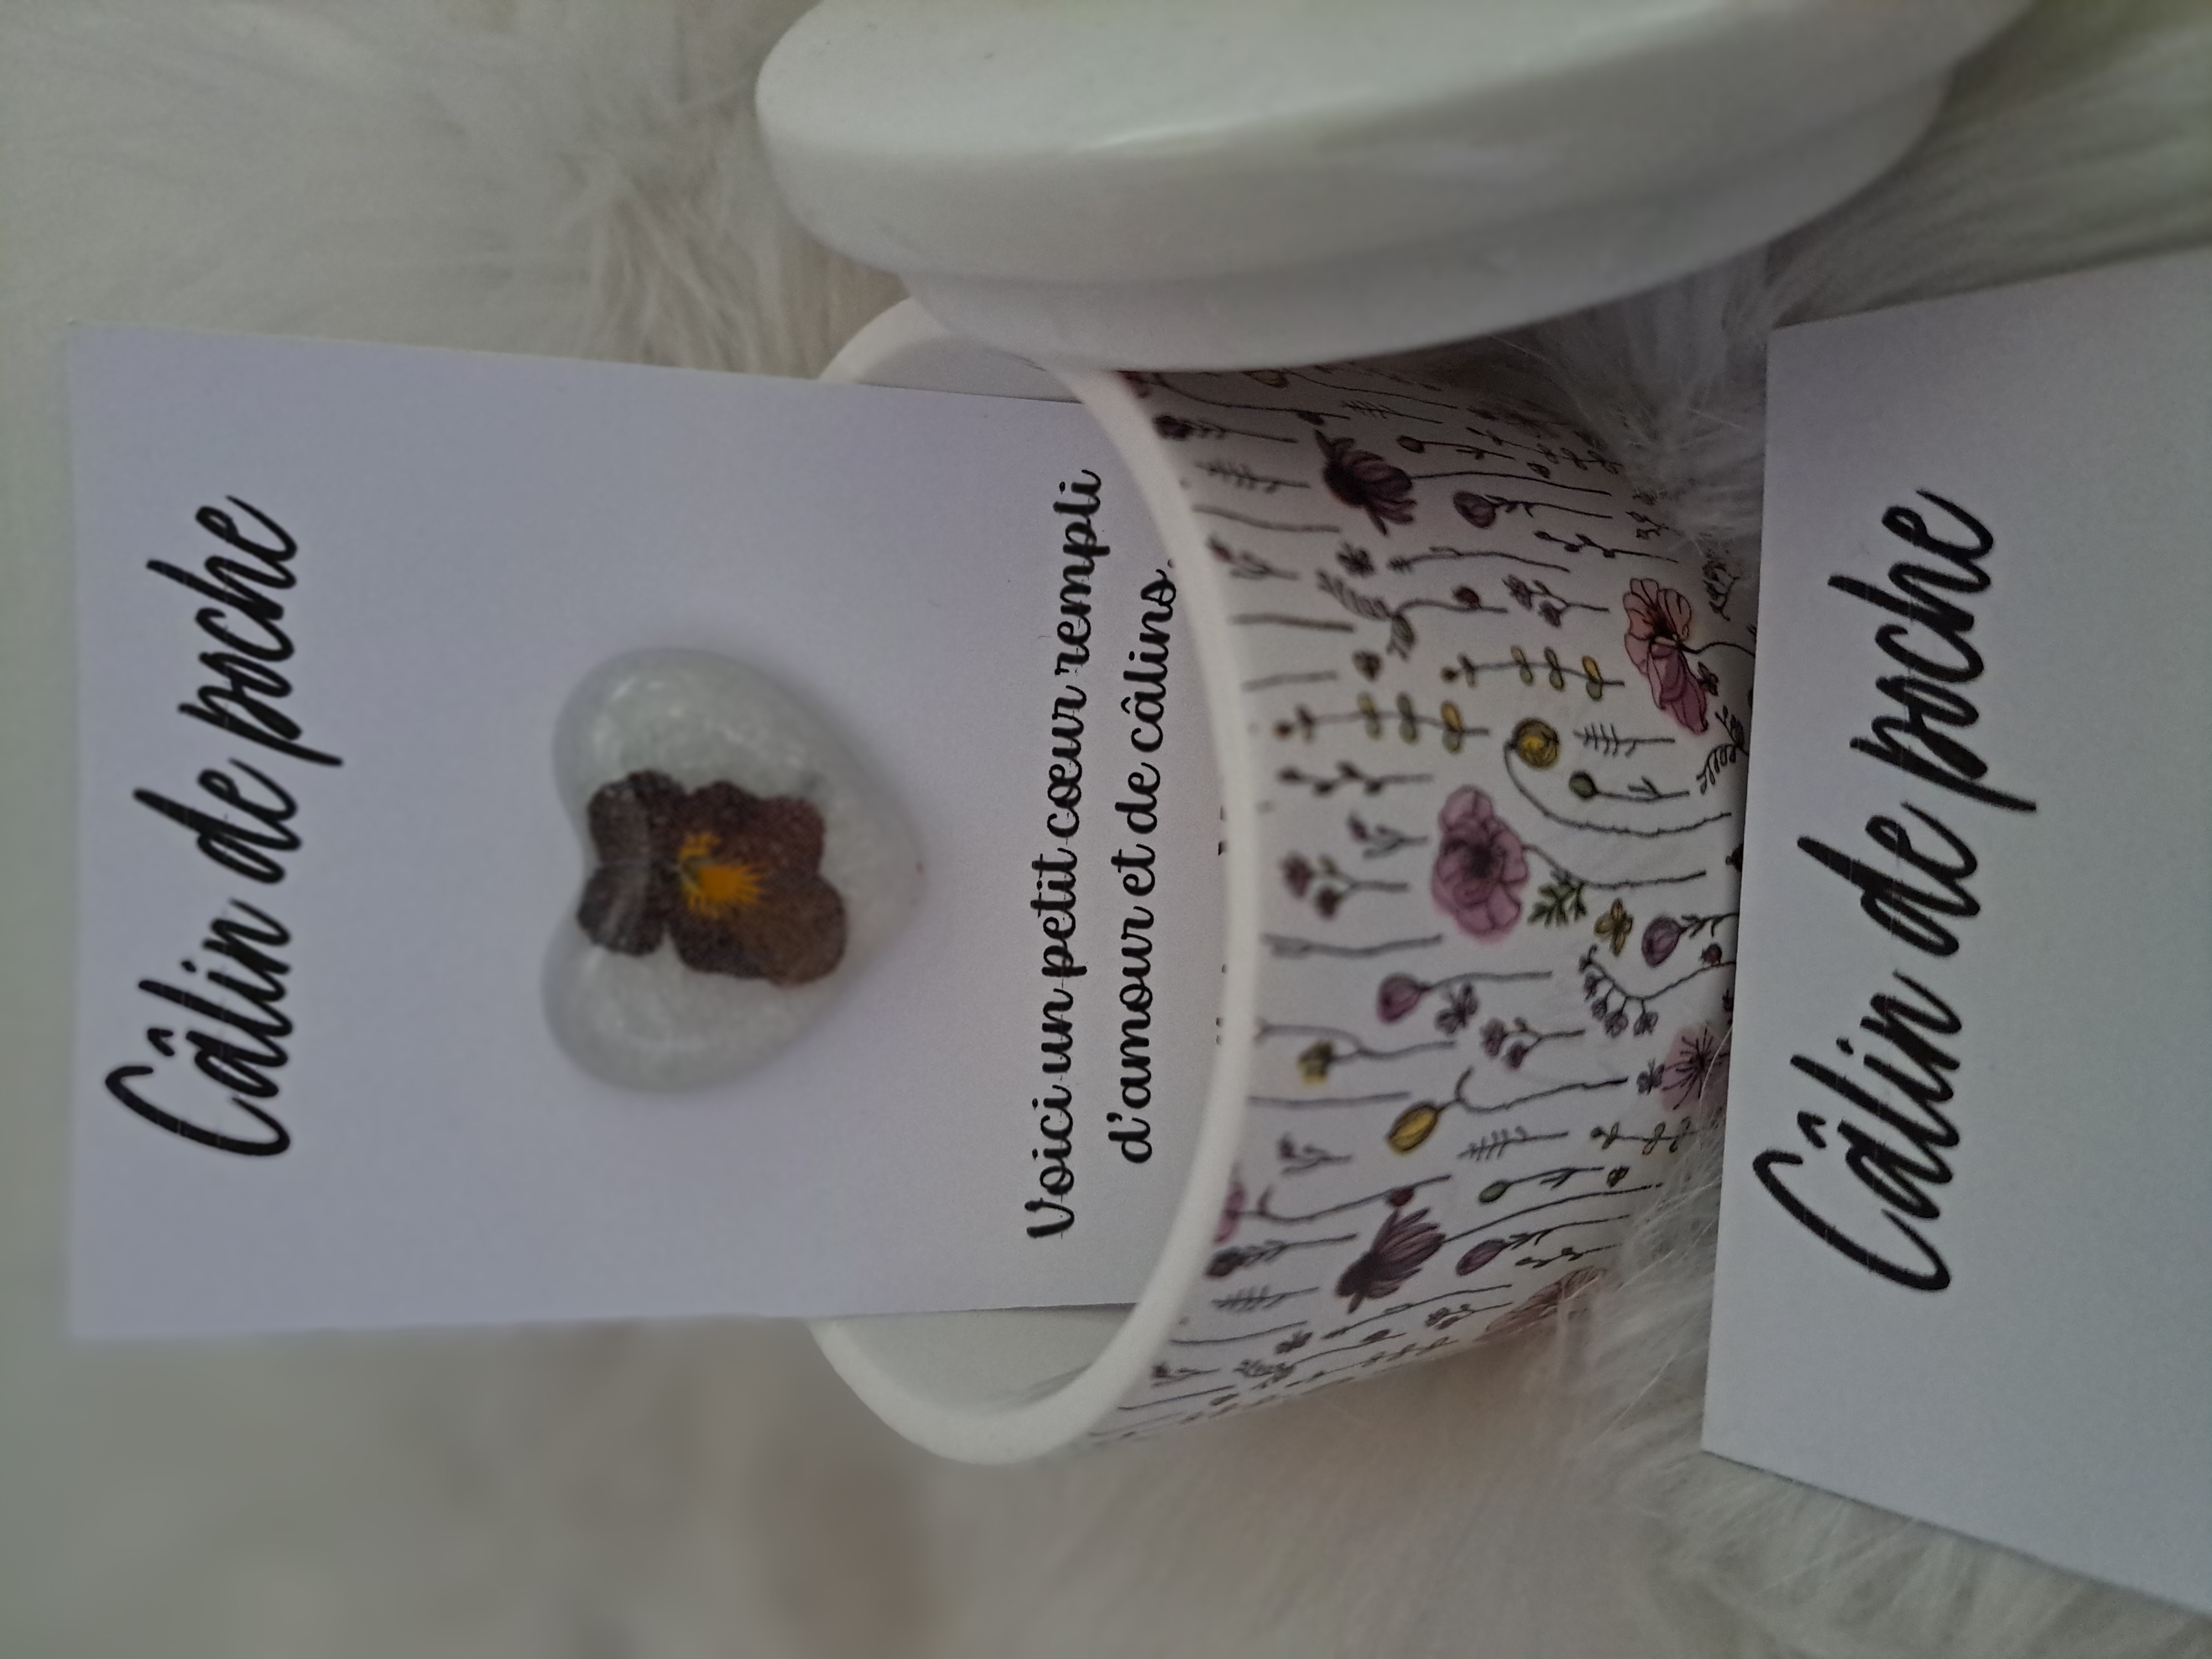 Câlin de poche
Voici un petit cœur rempli
d'amour et de câlins.
Câlin de poche